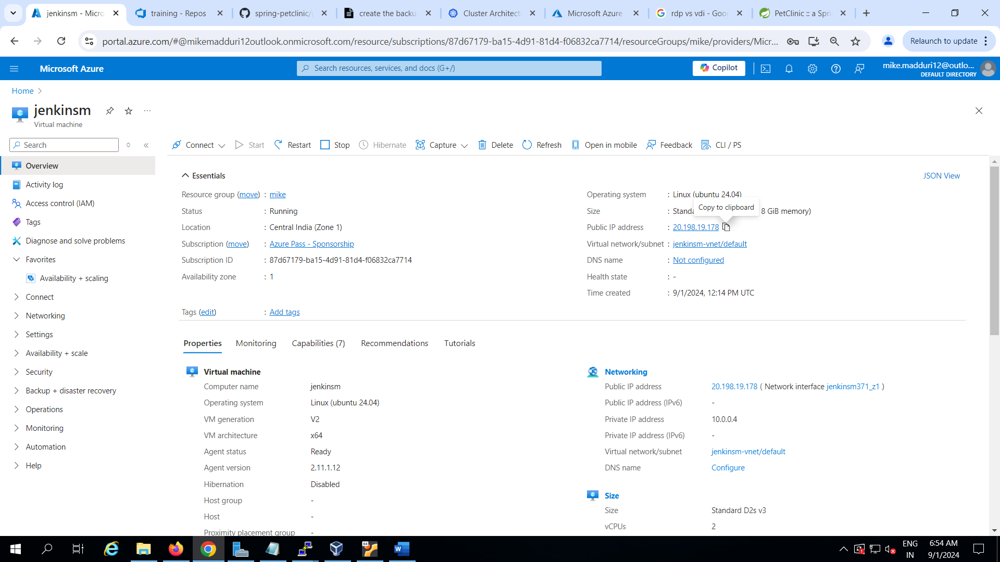 jenkinsm - Micro
training - Repos
spring-petclinic/
create the backu
Cluster Architect
Microsoft Azure
rdp vs vdi - Goo
PetClinic :: a Spri
portal.azure.com/#@mikemadduri12outlook.onmicrosoft.com/resource/subscriptions/87d67179-ba15-4d91-81d4-f06832ca7714/resourceGroups/mike/providers/Micr...
Relaunch to update
Microsoft Azure
Search resources, services, and docs (G+/)
Copilot
mike.madduri12@outlo...
DEFAULT DIRECTORY
Home
jenkinsm
Virtual machine
Search
Connect
Start
Restart
Stop
Hibernate
Capture
Delete
Refresh
Open in mobile
Feedback
CLI / PS
Overview
Activity log
Access control (IAM)
Tags
Diagnose and solve problems
Favorites
Availability + scaling
Connect
Networking
Settings
Availability + scale
Security
Backup + disaster recovery
Operations
Monitoring
Automation
Help
Essentials
JSON View
Resource group (move) : mike
Status : Running
Location : Central India (Zone 1)
Subscription (move) : Azure Pass - Sponsorship
Subscription ID : 87d67179-ba15-4d91-81d4-f06832ca7714
Availability zone : 1
Operating system : Linux (ubuntu 24.04)
Copy to clipboard
Size : Standa 8 GiB memory)
Public IP address : 20.198.19.178
Virtual network/subnet : jenkinsm-vnet/default
DNS name : Not configured
Health state : -
Time created : 9/1/2024, 12:14 PM UTC
Tags (edit) : Add tags
Properties
Monitoring
Capabilities (7)
Recommendations
Tutorials
Virtual machine
Computer name jenkinsm
Operating system Linux (ubuntu 24.04)
VM generation V2
VM architecture x64
Agent status Ready
Agent version 2.11.1.12
Hibernation Disabled
Host group -
Host -
Proximity placement group -
Networking
Public IP address 20.198.19.178 ( Network interface jenkinsm371_z1 )
Public IP address (IPv6) -
Private IP address 10.0.0.4
Private IP address (IPv6) -
Virtual network/subnet jenkinsm-vnet/default
DNS name Configure
Size
Size Standard D2s v3
vCPUs 2
64
ENG
IN
6:54 AM
9/1/2024